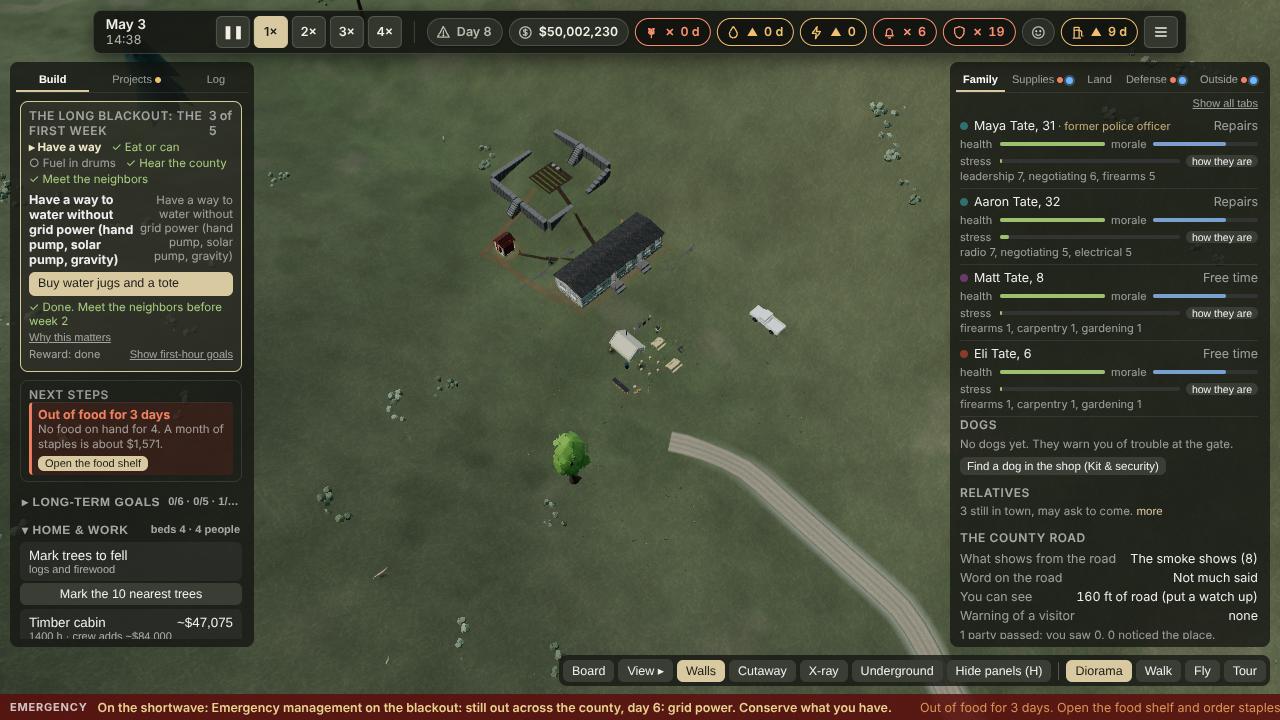 May 3
14:38
❚❚ 1× 2× 3× 4×
Day 8
$50,002,230
× 0 d
▲ 0 d
▲ 0
× 6
× 19
▲ 9 d
Build Projects Log
THE LONG BLACKOUT: THE FIRST WEEK 3 of 5
▸ Have a way ✓ Eat or can
○ Fuel in drums ✓ Hear the county
✓ Meet the neighbors
Have a way to water without grid power (hand pump, solar pump, gravity)
Have a way to water without grid power (hand pump, solar pump, gravity)
Buy water jugs and a tote
✓ Done. Meet the neighbors before week 2
Why this matters
Reward: done Show first-hour goals
NEXT STEPS
Out of food for 3 days
No food on hand for 4. A month of staples is about $1,571.
Open the food shelf
▸ LONG-TERM GOALS 0/6 · 0/5 · 1/...
▾ HOME & WORK beds 4 · 4 people
Mark trees to fell
logs and firewood
Mark the 10 nearest trees
Timber cabin ~$47,075
1400 h · crew adds ~$84,000
Family Supplies Land Defense Outside
Show all tabs
Maya Tate, 31 · former police officer Repairs
health morale
stress how they are
leadership 7, negotiating 6, firearms 5
Aaron Tate, 32 Repairs
health morale
stress how they are
radio 7, negotiating 5, electrical 5
Matt Tate, 8 Free time
health morale
stress how they are
firearms 1, carpentry 1, gardening 1
Eli Tate, 6 Free time
health morale
stress how they are
firearms 1, carpentry 1, gardening 1
DOGS
No dogs yet. They warn you of trouble at the gate.
Find a dog in the shop (Kit & security)
RELATIVES
3 still in town, may ask to come. more
THE COUNTY ROAD
What shows from the road The smoke shows (8)
Word on the road Not much said
You can see 160 ft of road (put a watch up)
Warning of a visitor none
1 party passed: you saw 0, 0 noticed the place.
Board View ▸ Walls Cutaway X-ray Underground Hide panels (H) Diorama Walk Fly Tour
EMERGENCY On the shortwave: Emergency management on the blackout: still out across the county, day 6: grid power. Conserve what you have. Out of food for 3 days. Open the food shelf and order staples